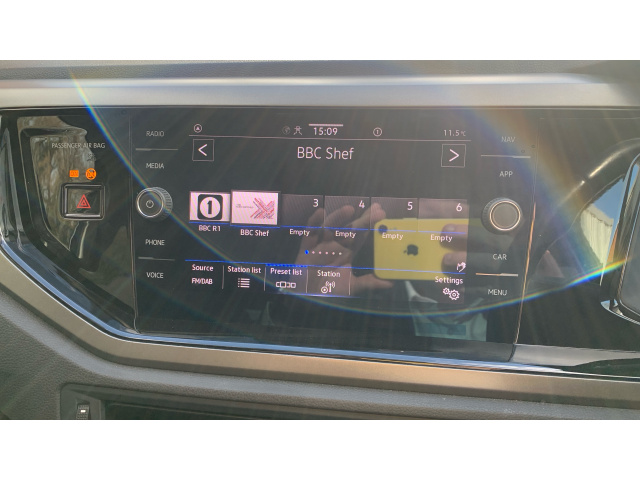 PASSENGER AIR BAG
RADIO
MEDIA
PHONE
VOICE
15:09
11.5 °C
BBC Shef
1
BBC R1
BBC Shef
3
Empty
4
Empty
5
Empty
6
Empty
Source
FM/DAB
Station list
Preset list
Station
Settings
NAV
APP
CAR
MENU